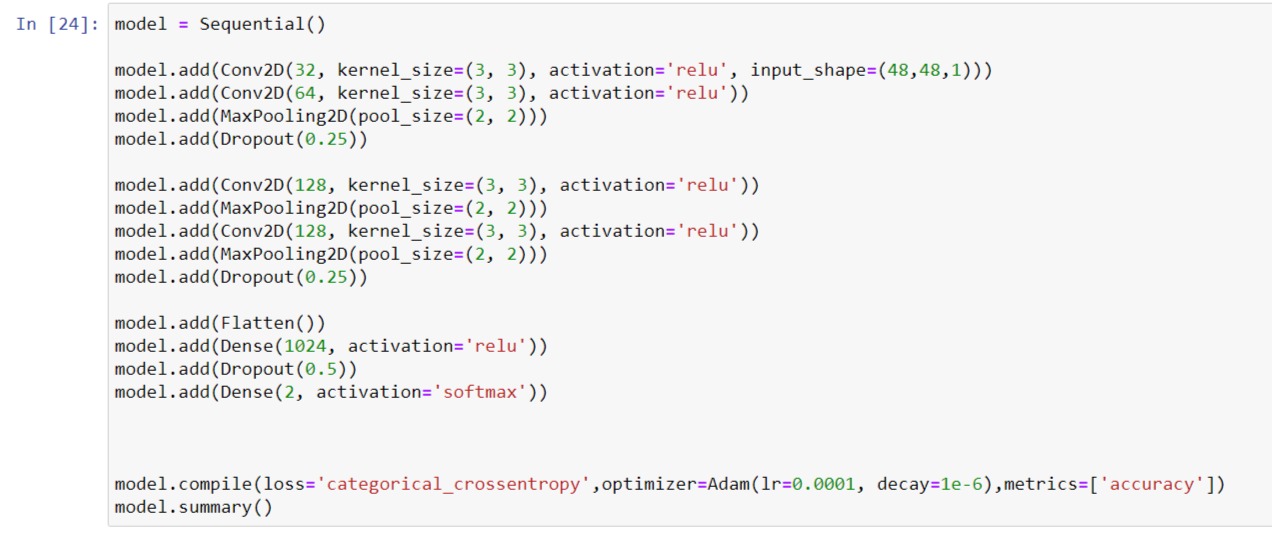 In [24]: model = Sequential()
model.add(Conv2D(32, kernel_size=(3, 3), activation='relu', input_shape=(48,48,1)))
model.add(Conv2D(64, kernel_size=(3, 3), activation='relu'))
model.add(MaxPooling2D(pool_size=(2, 2)))
model.add(Dropout(0.25))
model.add(Conv2D(128, kernel_size=(3, 3), activation='relu'))
model.add(MaxPooling2D(pool_size=(2, 2)))
model.add(Conv2D(128, kernel_size=(3, 3), activation='relu'))
model.add(MaxPooling2D(pool_size=(2, 2)))
model.add(Dropout(0.25))
model.add(Flatten())
model.add(Dense(1024, activation='relu'))
model.add(Dropout(0.5))
model.add(Dense(2, activation='softmax'))
model.compile(loss='categorical_crossentropy',optimizer=Adam(lr=0.0001, decay=1e-6),metrics=['accuracy'])
model.summary()